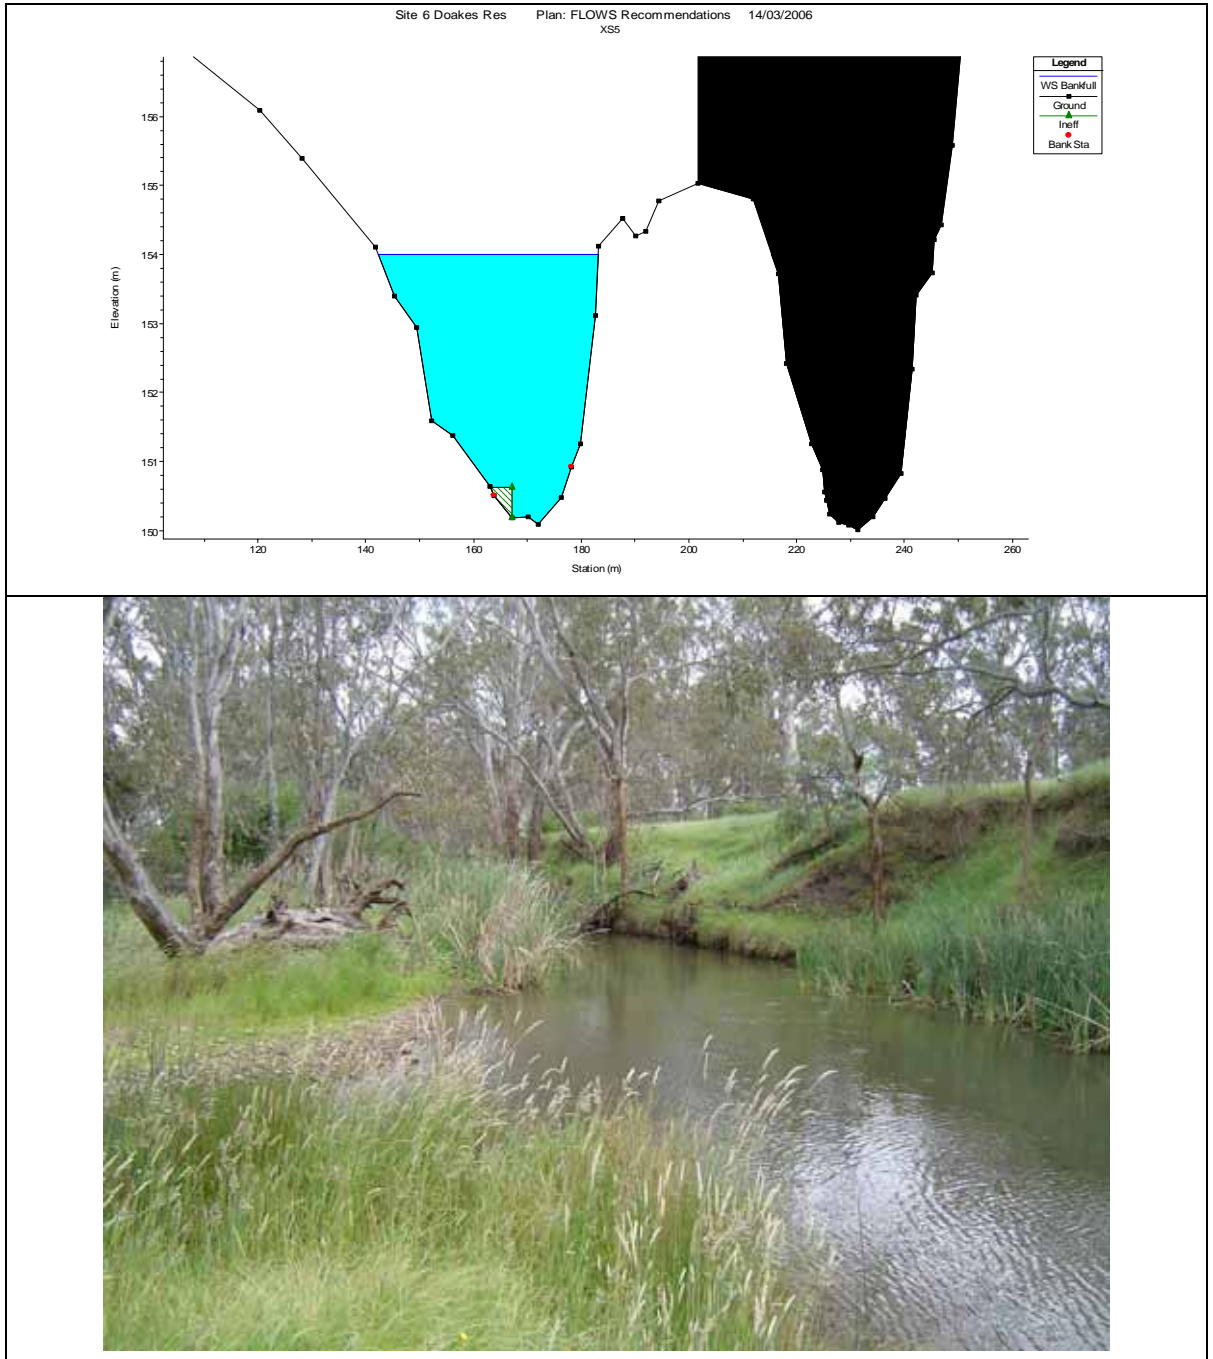 Site 6 Doakes Res Plan: FLOWS Recommendations 14/03/2006
XS5
Legend
WS Bankfull
Ground
Ineff
Bank Sta
156
155
154
153
152
151
150
Elevation (m)
120 140 160 180 200 220 240 260
Station (m)